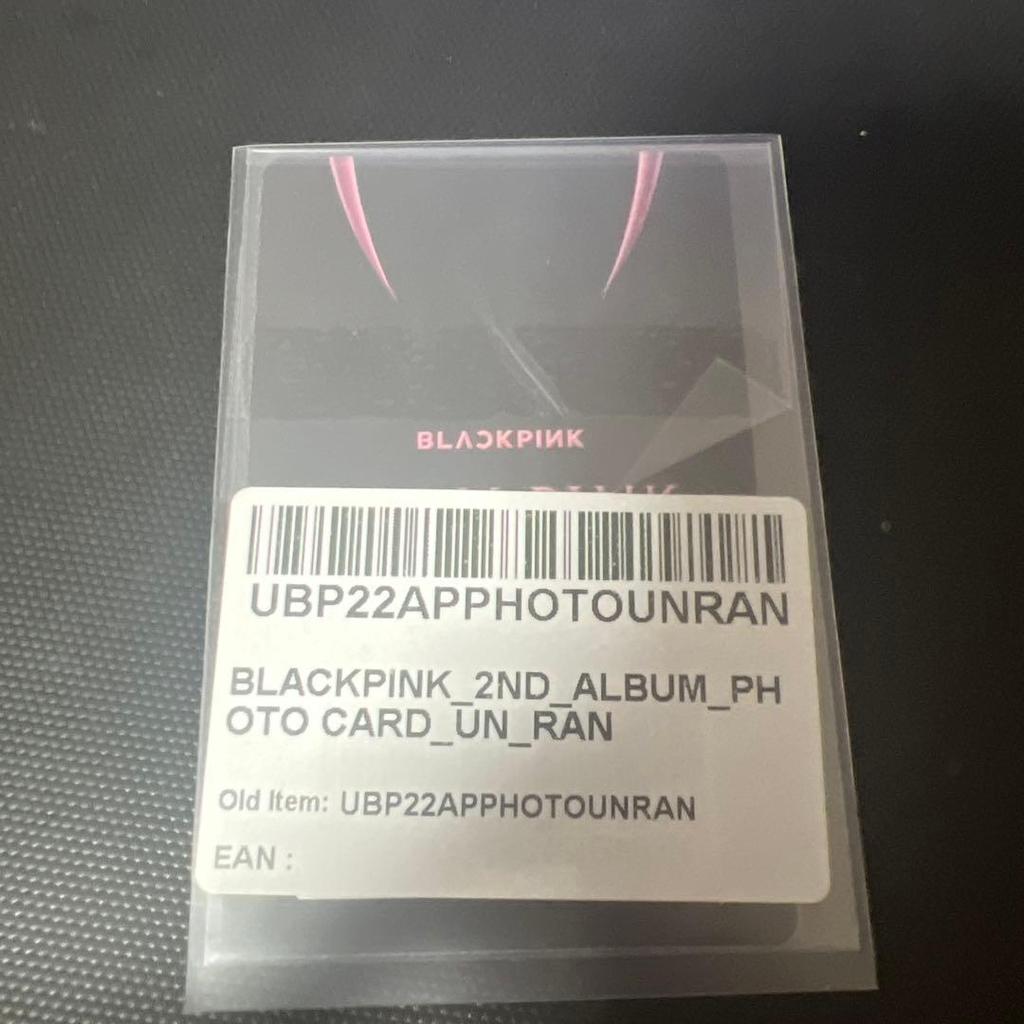 BLACKPINK
UBP22APPHOTOUNRAN
BLACKPINK_2ND_ALBUM_PH
OTO CARD_UN_RAN
Old Item: UBP22APPHOTOUNRAN
EAN :